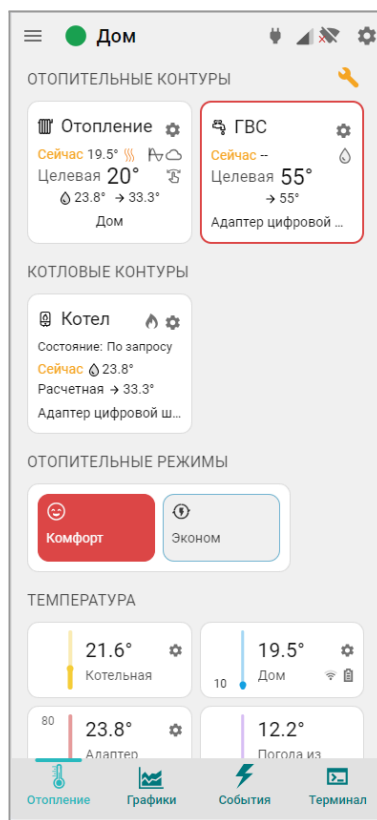 Дом
ОТОПИТЕЛЬНЫЕ КОНТУРЫ
Отопление
Сейчас 19.5°
Целевая 20°
23.8° → 33.3°
Дом
ГВС
Сейчас --
Целевая 55°
→ 55°
Адаптер цифровой ...
КОТЛОВЫЕ КОНТУРЫ
Котел
Состояние: По запросу
Сейчас 23.8°
Расчетная → 33.3°
Адаптер цифровой ш...
ОТОПИТЕЛЬНЫЕ РЕЖИМЫ
Комфорт
Эконом
ТЕМПЕРАТУРА
21.6°
Котельная
19.5°
10
Дом
80
23.8°
Адаптер
12.2°
Погода из
Отопление
Графики
События
Терминал